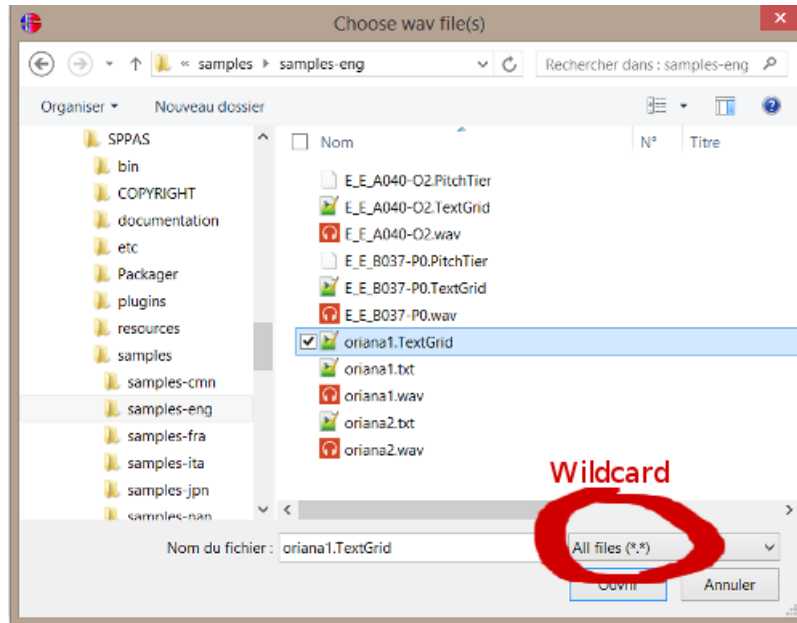 Choose wav file(s)
« samples samples-eng
Rechercher dans : samples-eng
Organiser Nouveau dossier
SPPAS
bin
COPYRIGHT
documentation
etc
Packager
plugins
resources
samples
samples-cmn
samples-eng
samples-fra
samples-ita
samples-jpn
samples-nan
Nom N° Titre
E_E_A040-O2.PitchTier
E_E_A040-O2.TextGrid
E_E_A040-O2.wav
E_E_B037-P0.PitchTier
E_E_B037-P0.TextGrid
E_E_B037-P0.wav
oriana1.TextGrid
oriana1.txt
oriana1.wav
oriana2.txt
oriana2.wav
Wildcard
Nom du fichier : oriana1.TextGrid All files (*.*)
Ouvrir Annuler